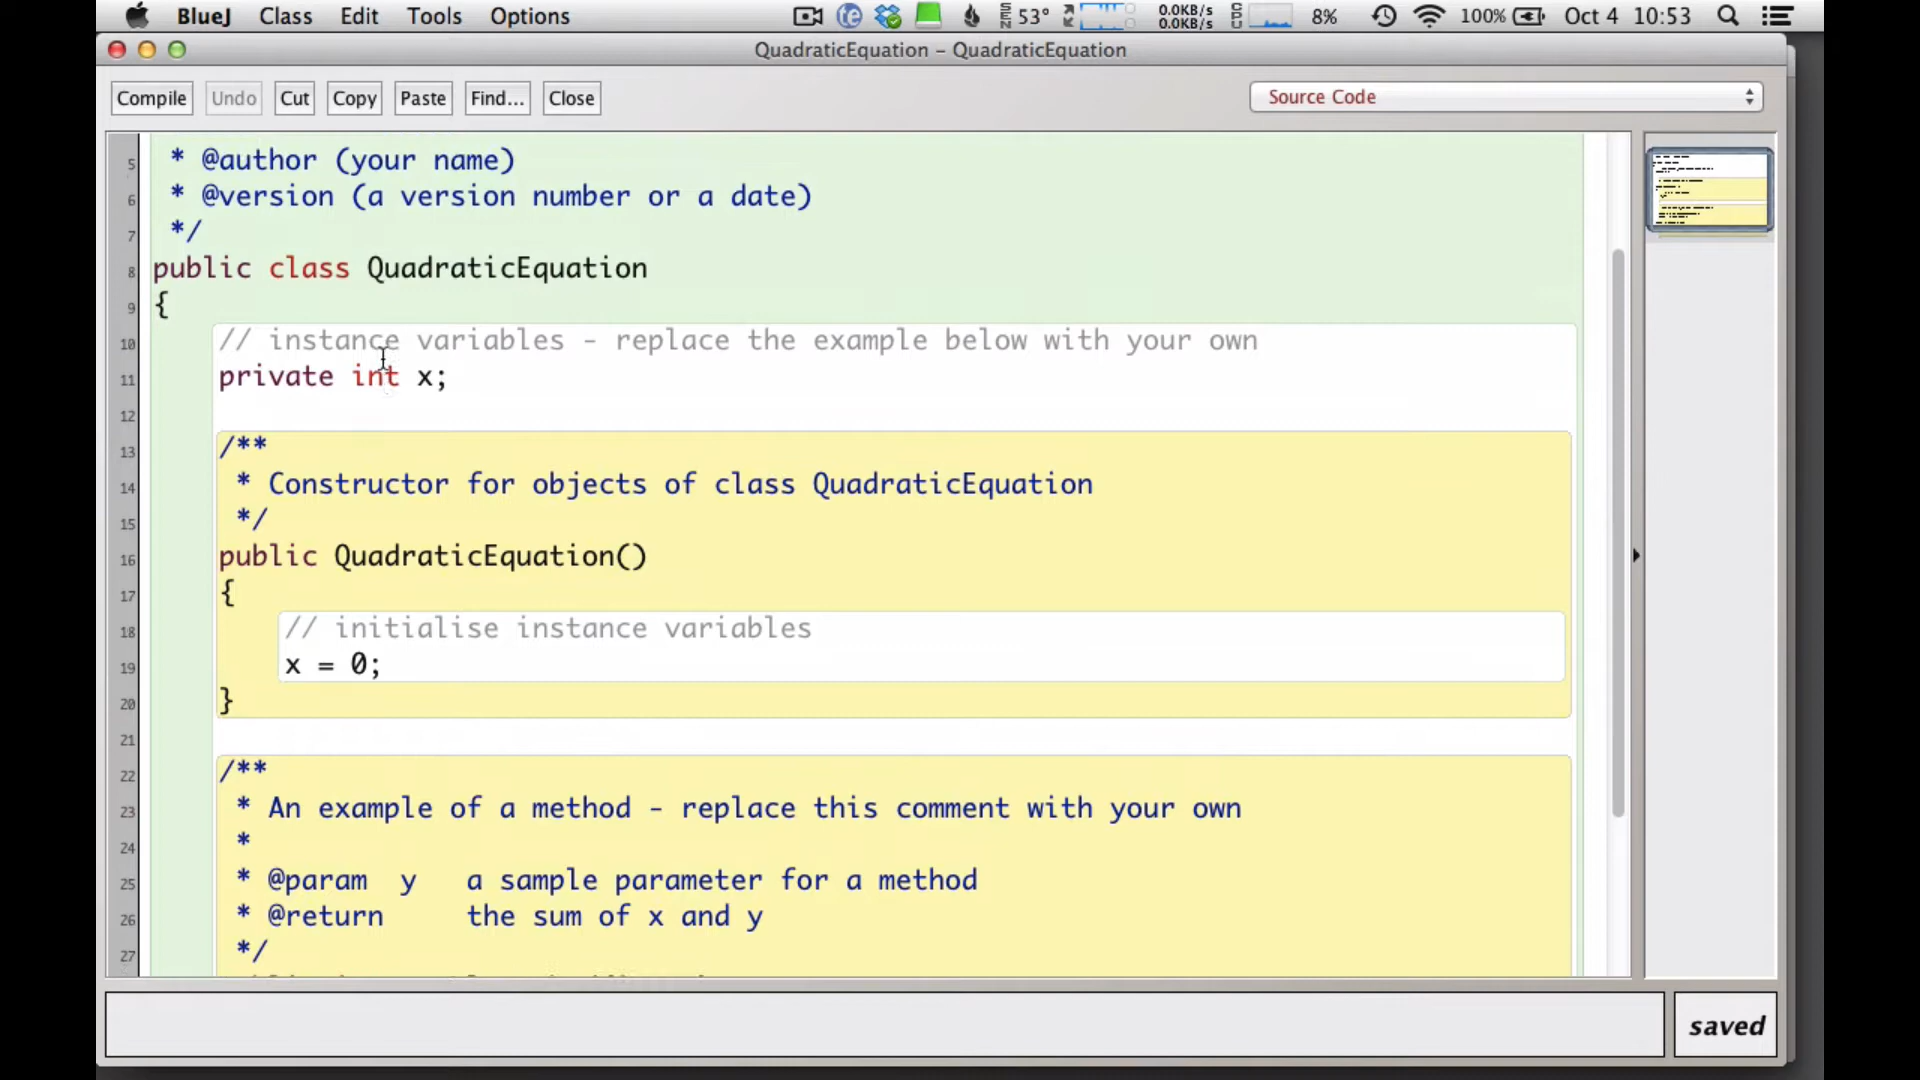 BlueJ Class Edit Tools Options 53° 0.0KB/s 0.0KB/s 8% 100% Oct 4 10:53
QuadraticEquation – QuadraticEquation
Compile Undo Cut Copy Paste Find... Close Source Code
5 * @author (your name)
6 * @version (a version number or a date)
7 */
8 public class QuadraticEquation
9 {
10 // instance variables - replace the example below with your own
11 private int x;
12
13 /**
14 * Constructor for objects of class QuadraticEquation
15 */
16 public QuadraticEquation()
17 {
18 // initialise instance variables
19 x = 0;
20 }
21
22 /**
23 * An example of a method - replace this comment with your own
24 *
25 * @param y a sample parameter for a method
26 * @return the sum of x and y
27 */
saved